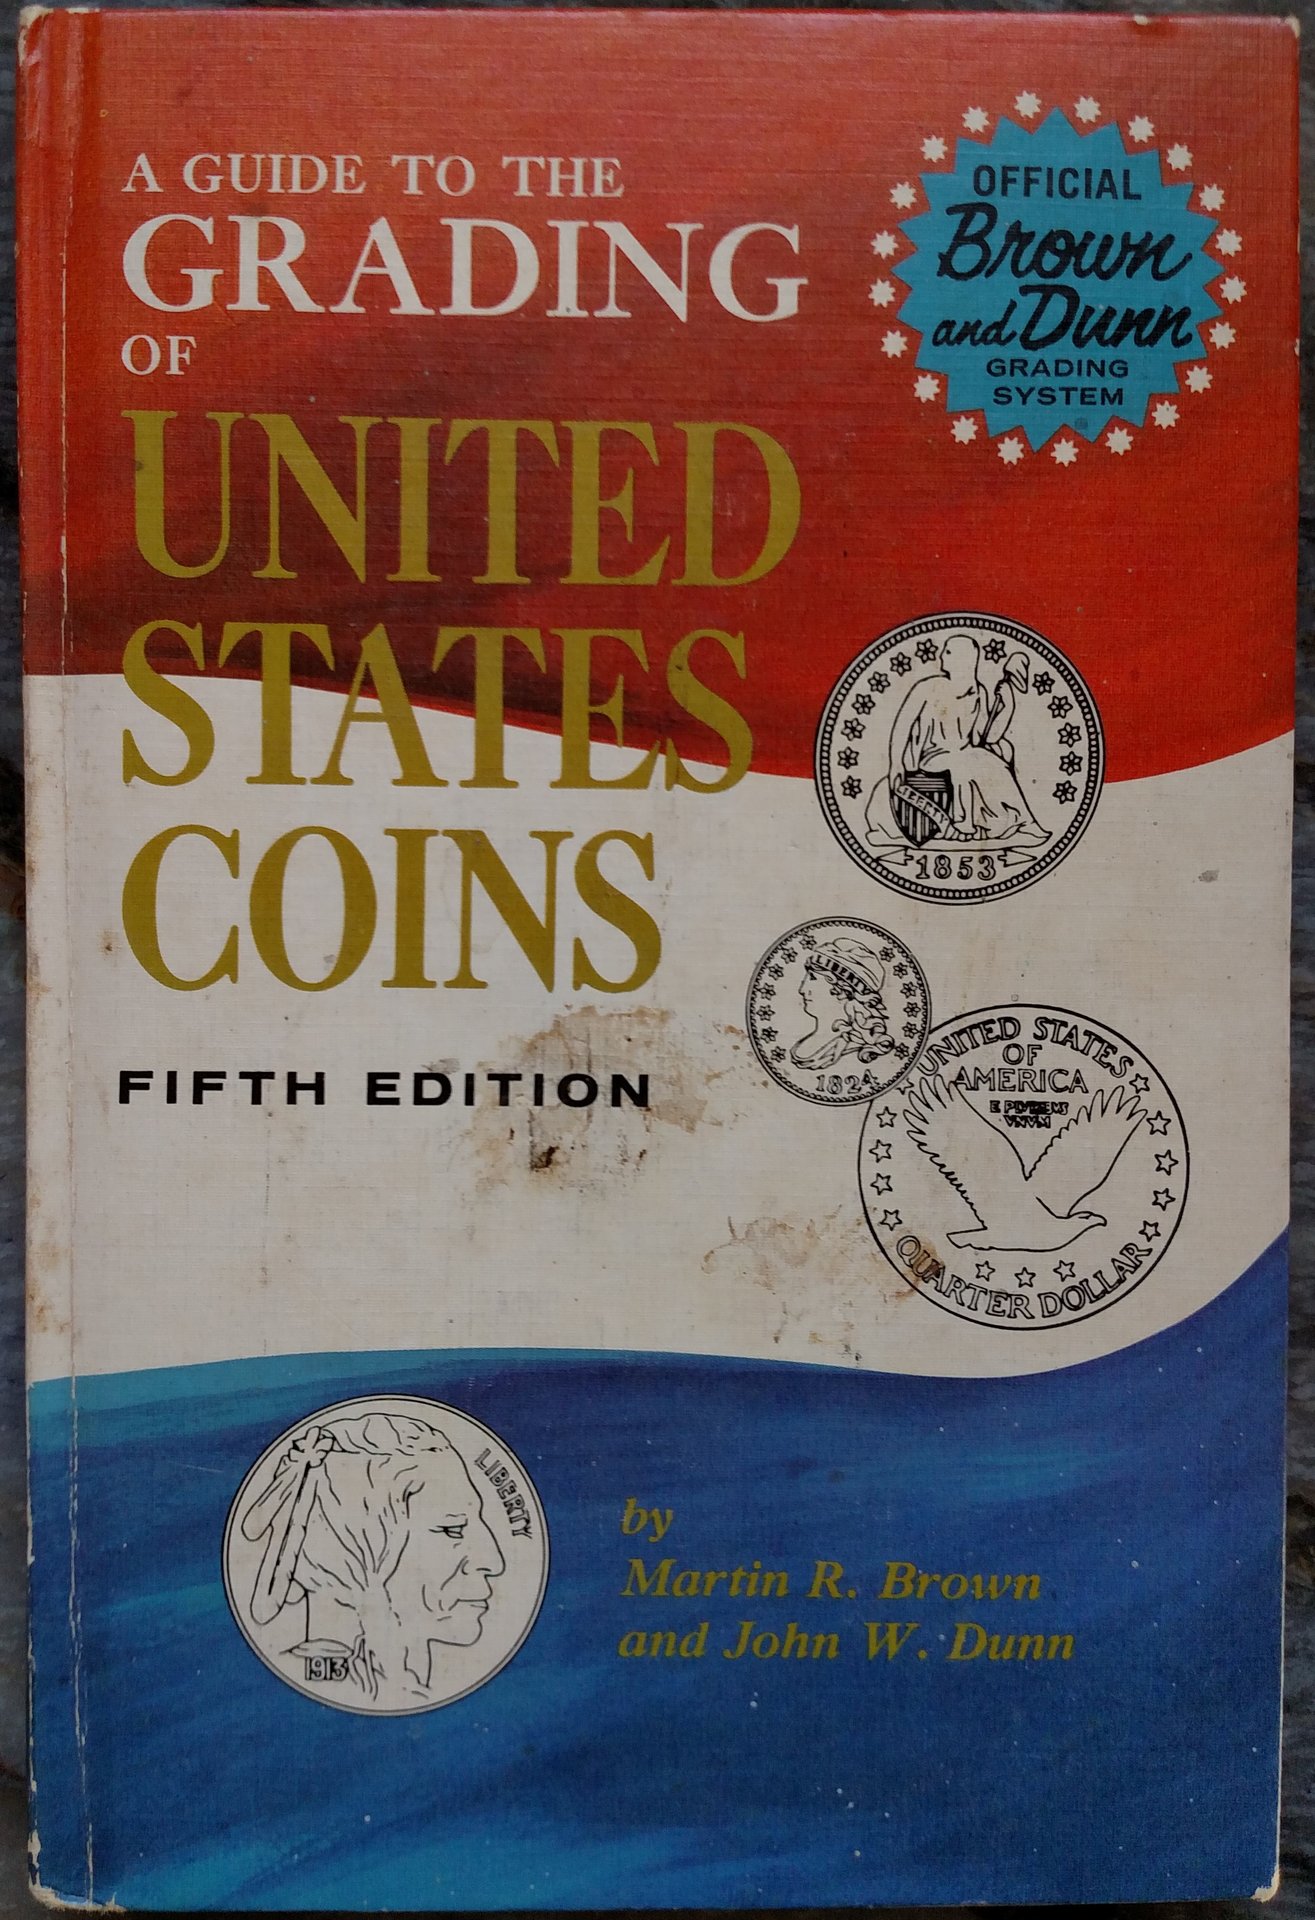 A GUIDE TO THE
GRADING
OF
UNITED
STATES
COINS
FIFTH EDITION
OFFICIAL
Brown
and Dunn
GRADING
SYSTEM
LIBERTY
1853
LIBERTY
1824
UNITED STATES
OF
AMERICA
E PLURIBUS
UNUM
QUARTER DOLLAR
LIBERTY
1913
by
Martin R. Brown
and John W. Dunn